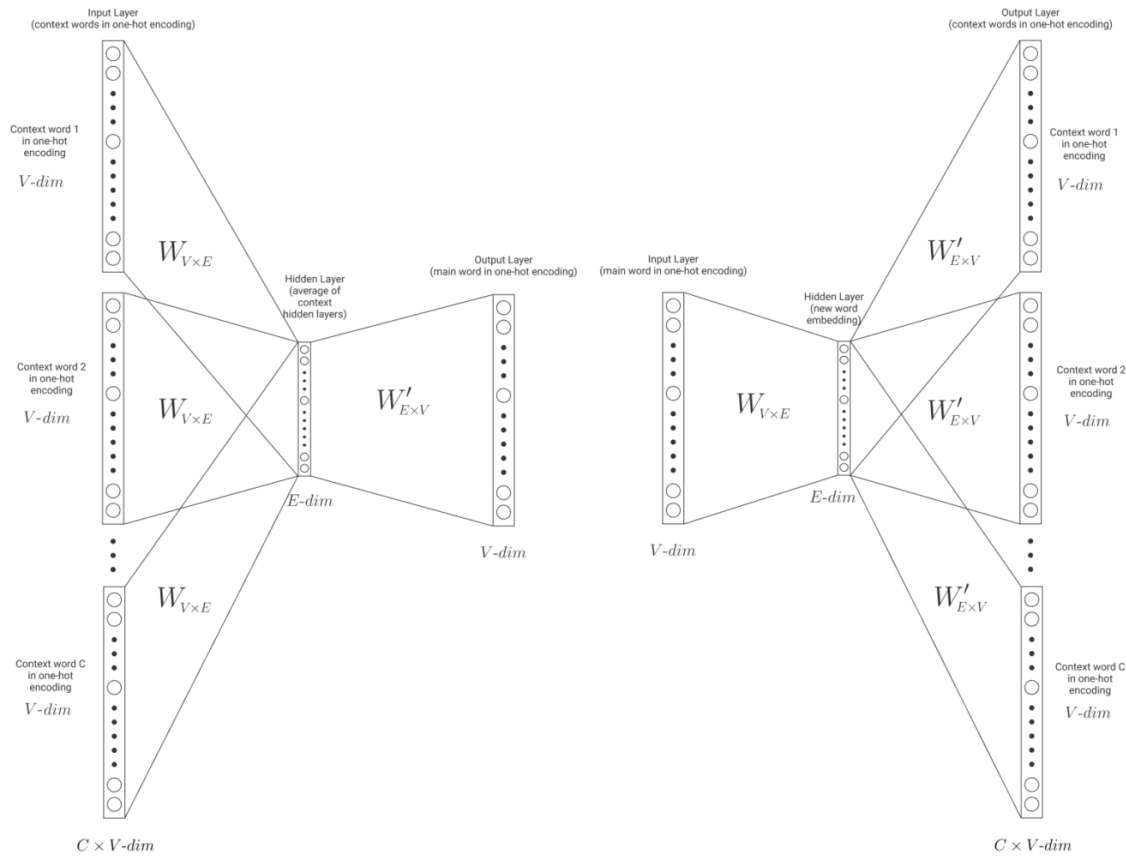 Input Layer
(context words in one-hot encoding)
Context word 1
in one-hot
encoding
V-dim
W_{V×E}
Context word 2
in one-hot
encoding
V-dim
W_{V×E}
Context word C
in one-hot
encoding
V-dim
W_{V×E}
C × V-dim
Hidden Layer
(average of
context
hidden layers)
E-dim
W'_{E×V}
Output Layer
(main word in one-hot encoding)
V-dim
Input Layer
(main word in one-hot encoding)
V-dim
W_{V×E}
Hidden Layer
(new word
embedding)
E-dim
W'_{E×V}
W'_{E×V}
W'_{E×V}
Output Layer
(context words in one-hot encoding)
Context word 1
in one-hot
encoding
V-dim
Context word 2
in one-hot
encoding
V-dim
Context word C
in one-hot
encoding
V-dim
C × V-dim